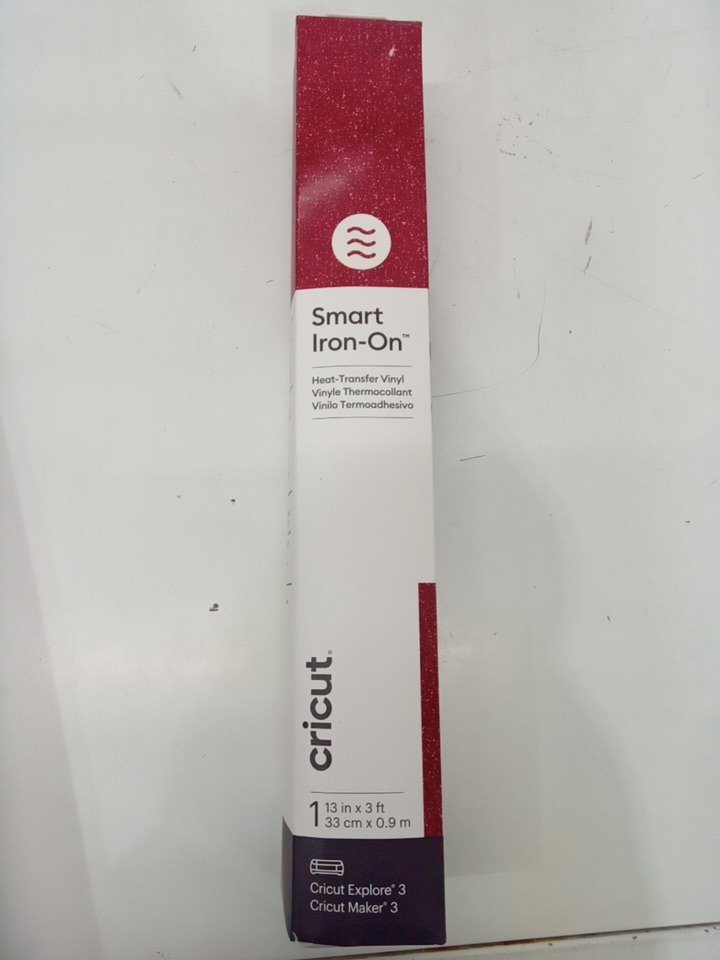 Smart
Iron-On™
Heat-Transfer Vinyl
Vinyle Thermocollant
Vinilo Termoadhesivo
cricut®
1 13 in x 3 ft
33 cm x 0.9 m
Cricut Explore® 3
Cricut Maker® 3